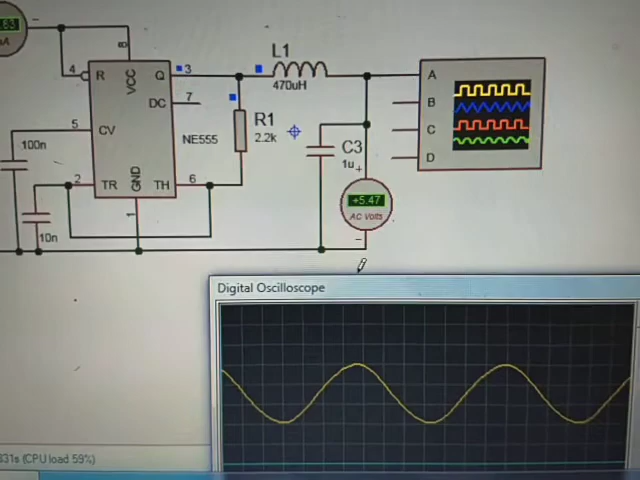 L1
470uH
4
R
VCC
8
Q
3
DC
7
5
CV
100n
NE555
R1
2.2k
C3
1u
+
2
TR
GND
TH
6
1
10n
A
B
C
D
+5.47
AC Volts
Digital Oscilloscope
(CPU load 59%)